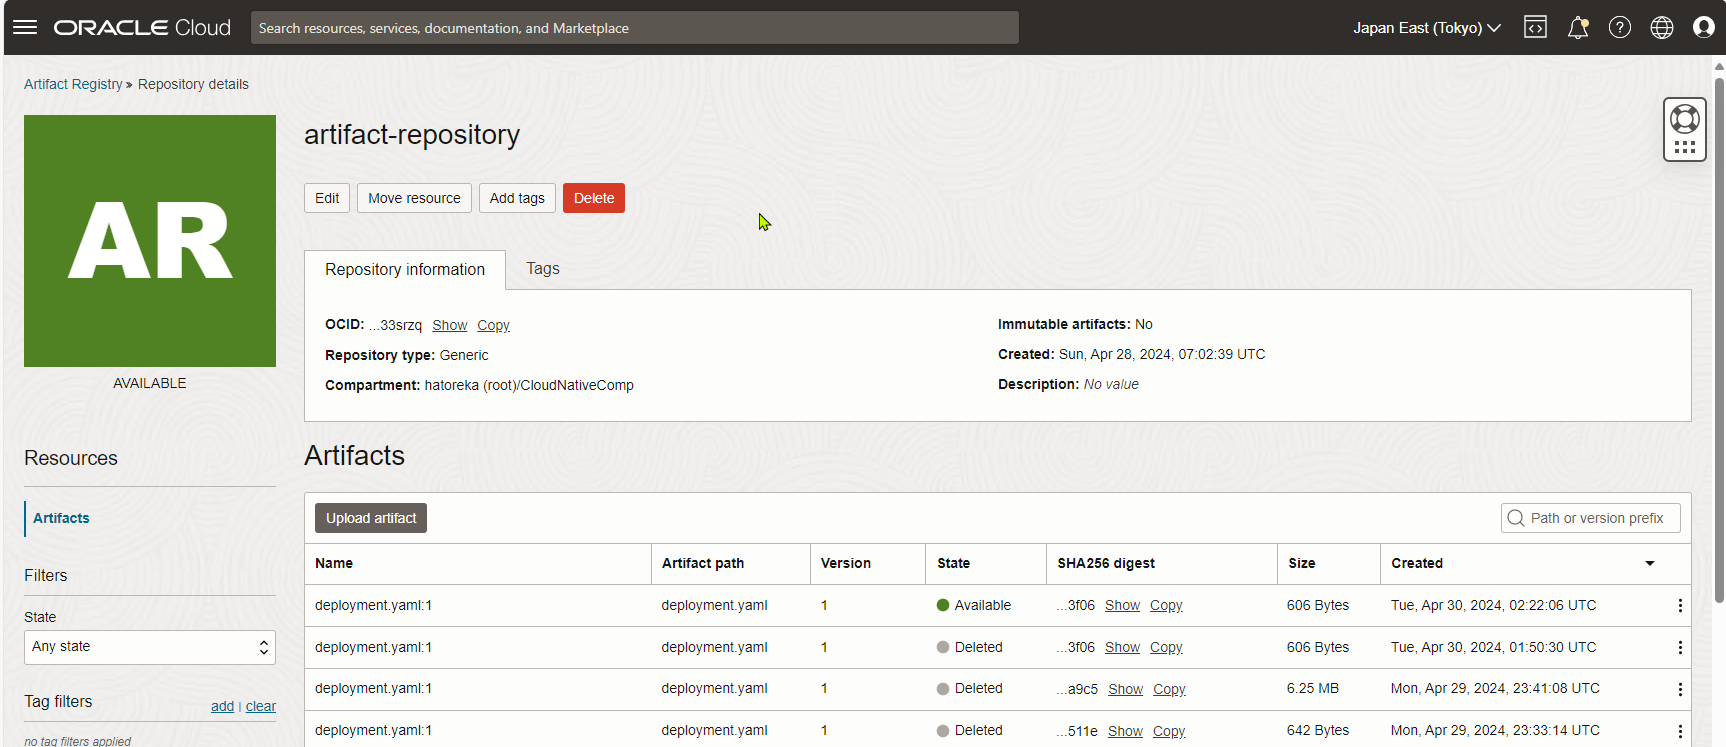 ORACLE Cloud
Search resources, services, documentation, and Marketplace
Japan East (Tokyo)
Artifact Registry » Repository details
AR
AVAILABLE
artifact-repository
Edit Move resource Add tags Delete
Repository information Tags
OCID: ...33srzq Show Copy
Repository type: Generic
Compartment: hatoreka (root)/CloudNativeComp
Immutable artifacts: No
Created: Sun, Apr 28, 2024, 07:02:39 UTC
Description: No value
Resources
Artifacts
Filters
State
Any state
Tag filters add | clear
no tag filters applied
Artifacts
Upload artifact Path or version prefix
Name Artifact path Version State SHA256 digest Size Created
deployment.yaml:1 deployment.yaml 1 Available ...3f06 Show Copy 606 Bytes Tue, Apr 30, 2024, 02:22:06 UTC
deployment.yaml:1 deployment.yaml 1 Deleted ...3f06 Show Copy 606 Bytes Tue, Apr 30, 2024, 01:50:30 UTC
deployment.yaml:1 deployment.yaml 1 Deleted ...a9c5 Show Copy 6.25 MB Mon, Apr 29, 2024, 23:41:08 UTC
deployment.yaml:1 deployment.yaml 1 Deleted ...511e Show Copy 642 Bytes Mon, Apr 29, 2024, 23:33:14 UTC